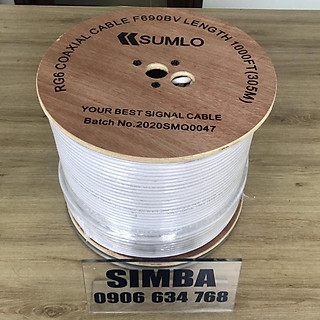 RG6 COAXIAL CABLE F690BV LENGTH 1000FT(305M)
SUMLO
YOUR BEST SIGNAL CABLE
Batch No.2020SMQ0047
SIMBA
0906 634 768